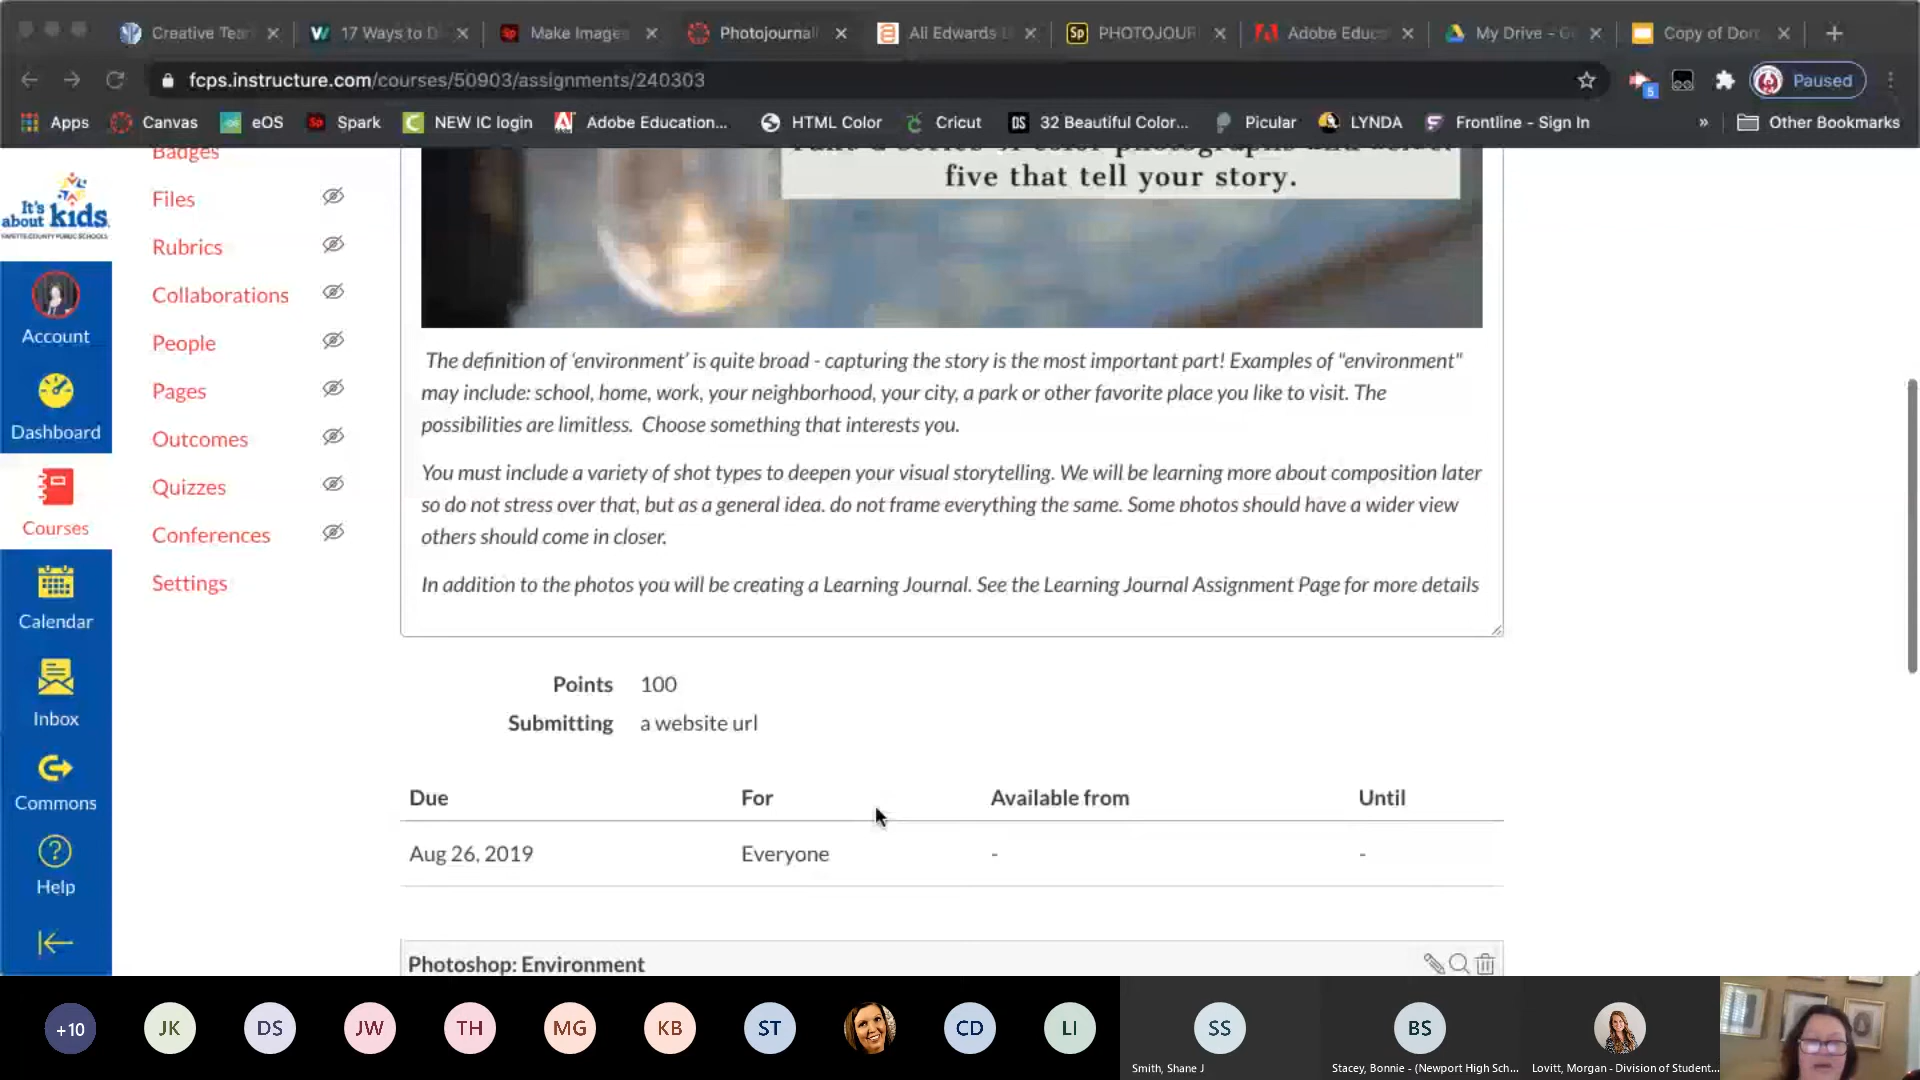 Creative Tea
17 Ways to D
Make Images
Photojournal
Ali Edwards
PHOTOJOUR
Adobe Educ
My Drive - G
Copy of Don
fcps.instructure.com/courses/50903/assignments/240303
5
Paused
Apps
Canvas
eOS
Sp
Spark
NEW IC login
Adobe Education...
HTML Color
Cricut
DS
32 Beautiful Color...
Picular
LYNDA
Frontline - Sign In
»
Other Bookmarks
It's about kids
FAYETTE COUNTY PUBLIC SCHOOLS
Account
Dashboard
Courses
Calendar
Inbox
Commons
Help
Badges
Files
Rubrics
Collaborations
People
Pages
Outcomes
Quizzes
Conferences
Settings
five that tell your story.
The definition of 'environment' is quite broad - capturing the story is the most important part! Examples of "environment"
may include: school, home, work, your neighborhood, your city, a park or other favorite place you like to visit. The
possibilities are limitless. Choose something that interests you.
You must include a variety of shot types to deepen your visual storytelling. We will be learning more about composition later
so do not stress over that, but as a general idea. do not frame everything the same. Some photos should have a wider view
others should come in closer.
In addition to the photos you will be creating a Learning Journal. See the Learning Journal Assignment Page for more details
Points 100
Submitting a website url
Due For Available from Until
Aug 26, 2019 Everyone - -
Photoshop: Environment
+10
JK
DS
JW
TH
MG
KB
ST
CD
LI
SS
BS
Smith, Shane J
Stacey, Bonnie - (Newport High Sch...
Lovitt, Morgan - Division of Student...